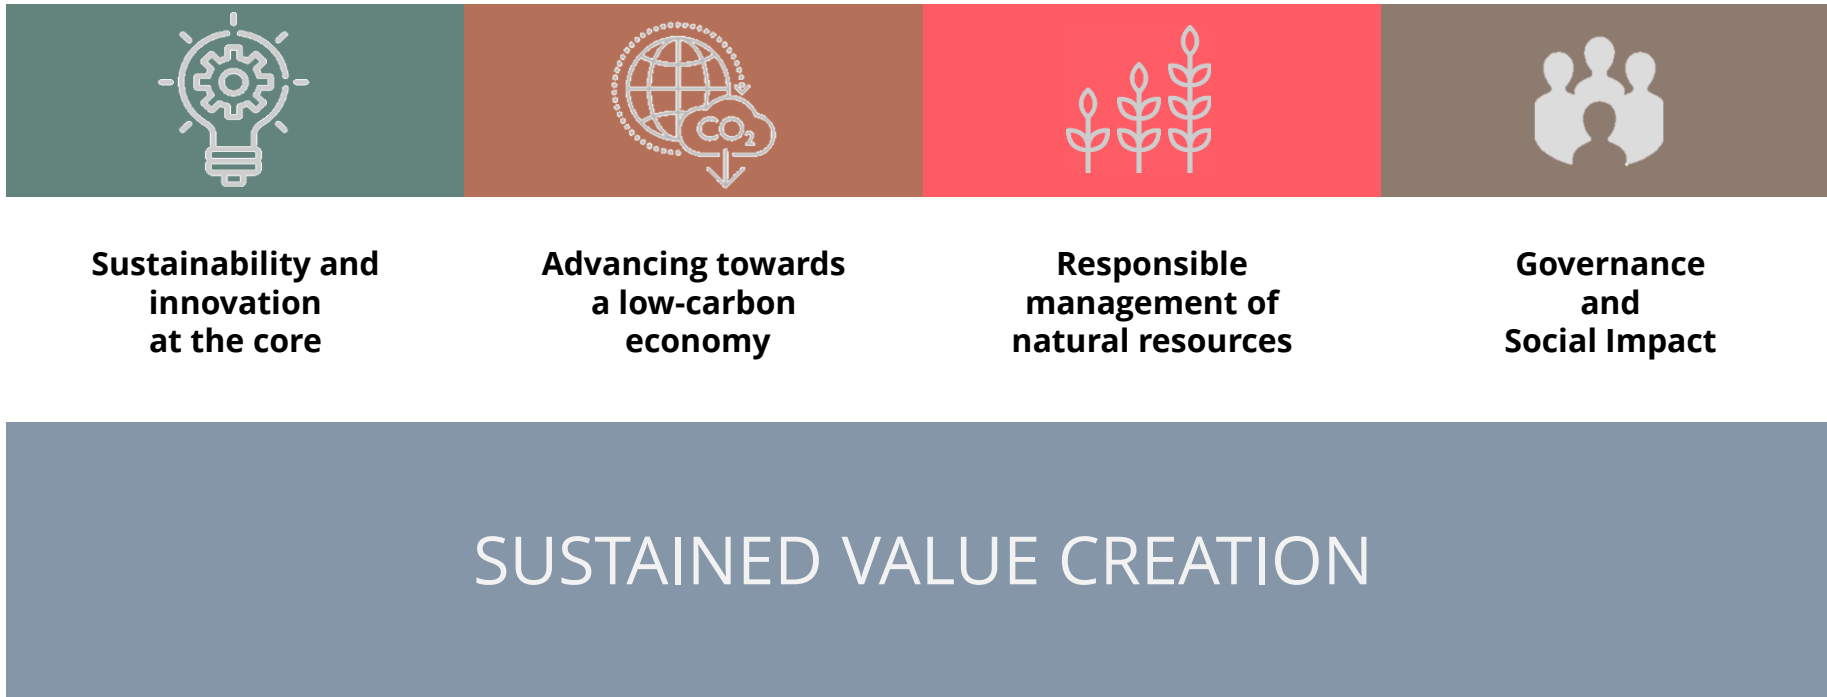 CO₂
Sustainability and
innovation
at the core
Advancing towards
a low-carbon
economy
Responsible
management of
natural resources
Governance
and
Social Impact
SUSTAINED VALUE CREATION